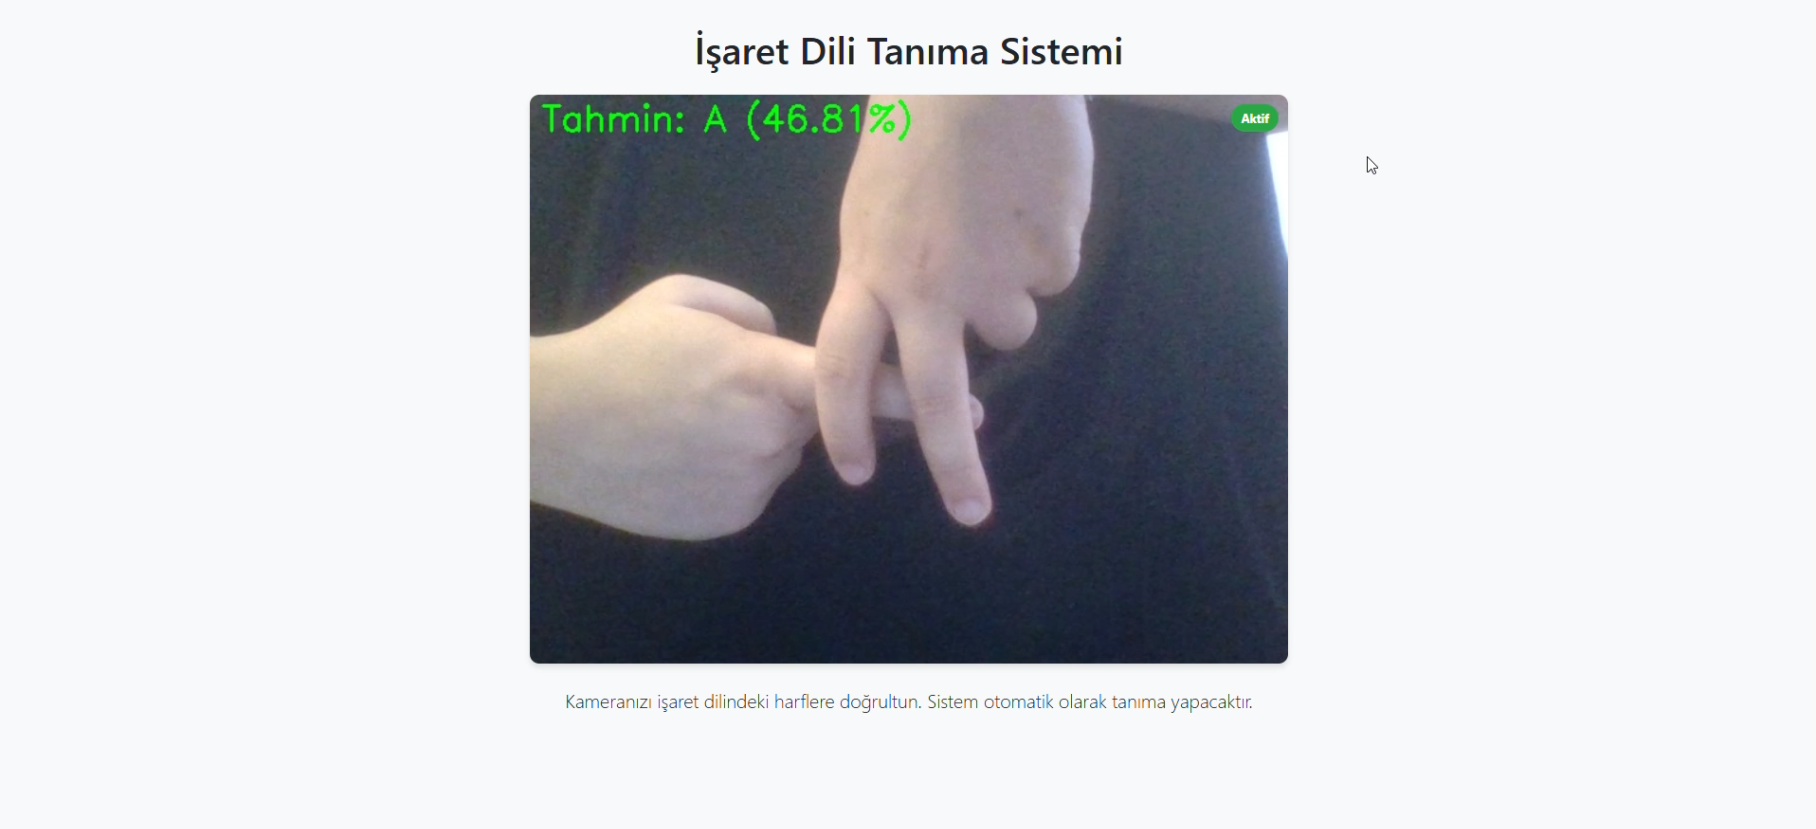 İşaret Dili Tanıma Sistemi
Tahmin: A (46.81%)
Aktif
Kameranızı işaret dilindeki harflere doğrultun. Sistem otomatik olarak tanıma yapacaktır.